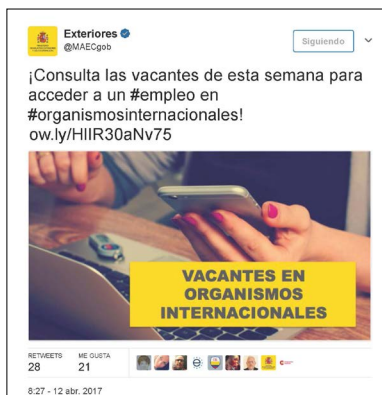 Exteriores
@MAECgob
Siguiendo
¡Consulta las vacantes de esta semana para
acceder a un #empleo en
#organismosinternacionales!
ow.ly/HIIR30aNv75
VACANTES EN
ORGANISMOS
INTERNACIONALES
RETWEETS
28
ME GUSTA
21
8:27 - 12 abr. 2017